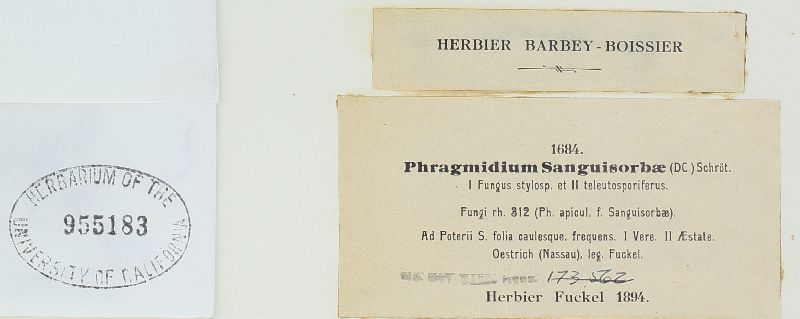 HERBIER BARBEY-BOISSIER
1684.
Phragmidium Sanguisorbæ (DC.) Schröt.
I Fungus stylosp. et II teleutosporiferus.
Fungi rh. 312 (Ph. apicul. f. Sanguisorbæ).
Ad Poterii S. folia caulesque, frequens. I Vere. II Æstate.
Oestrich (Nassau), leg. Fuckel.
173.562
Herbier Fuckel 1894.
HERBARIUM OF THE
955183
UNIVERSITY OF CALIFORNIA